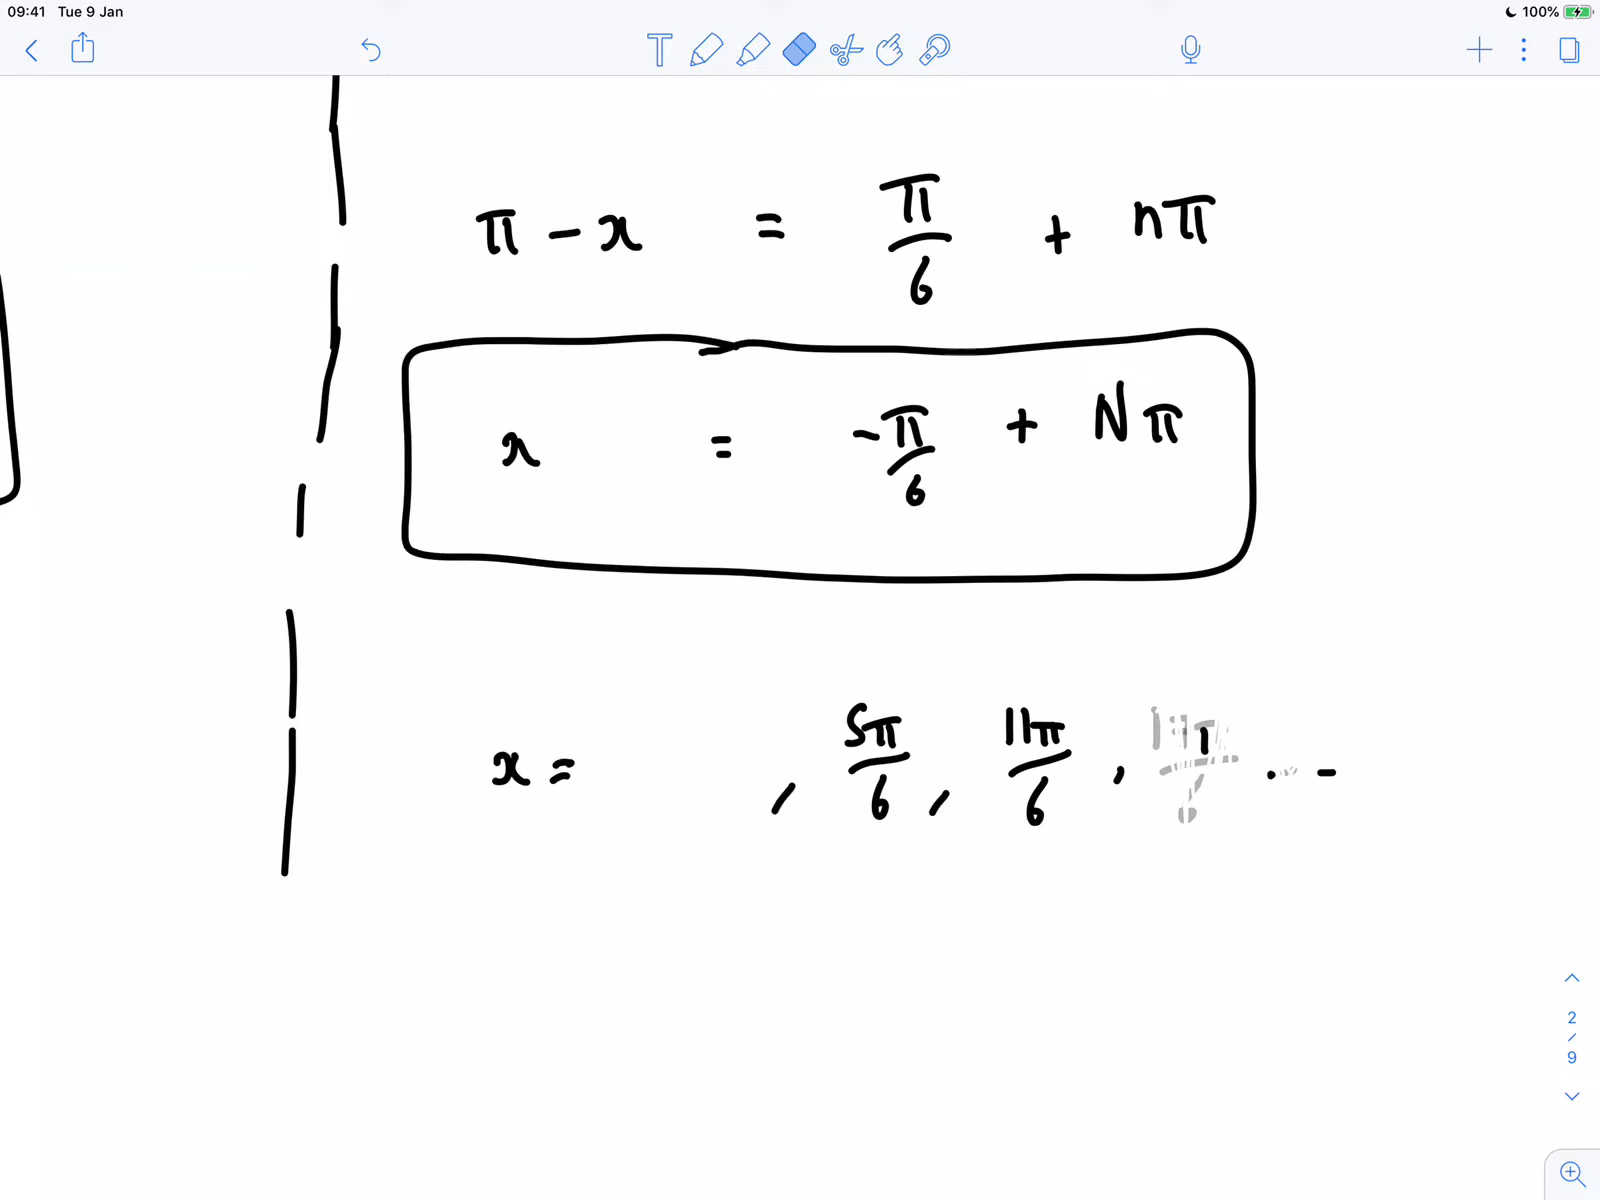 09:41 Tue 9 Jan 100%
π - x = π/6 + nπ
x = -π/6 + Nπ
x = , 5π/6, 11π/6, ...
2/9